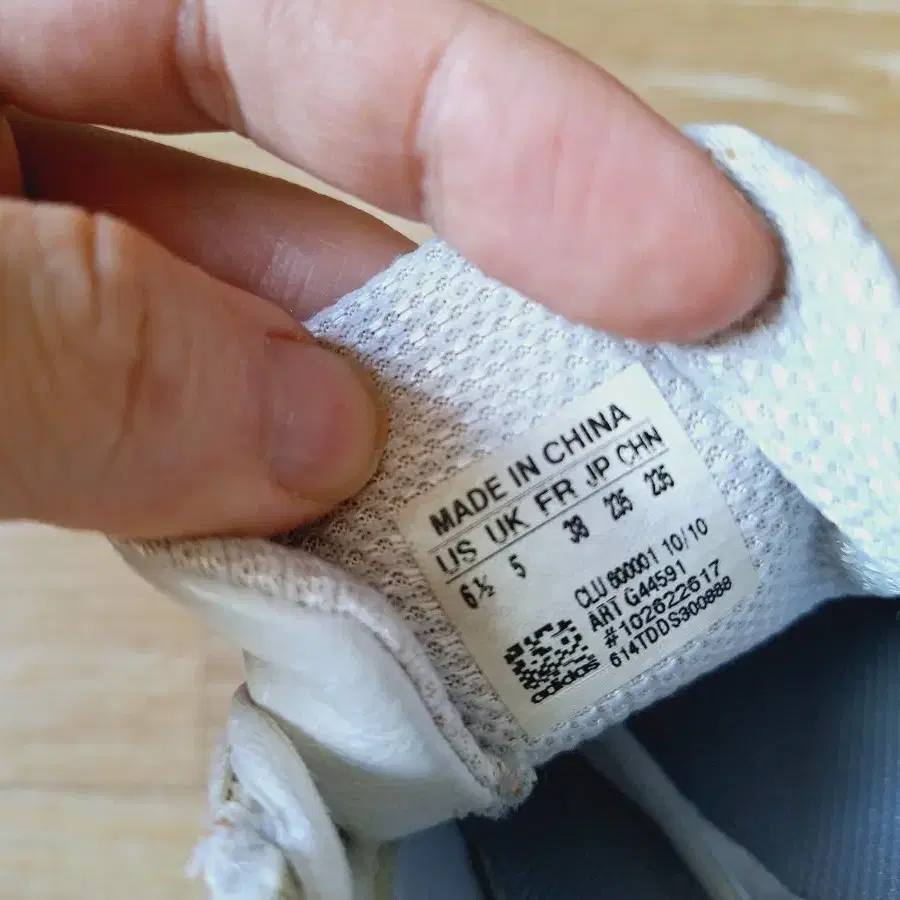 MADE IN CHINA
US UK FR JP CHN
6½ 5 38 235 235
CLU 600001 10/10
ART G44591
#102622617
614TDDS300888
adidas